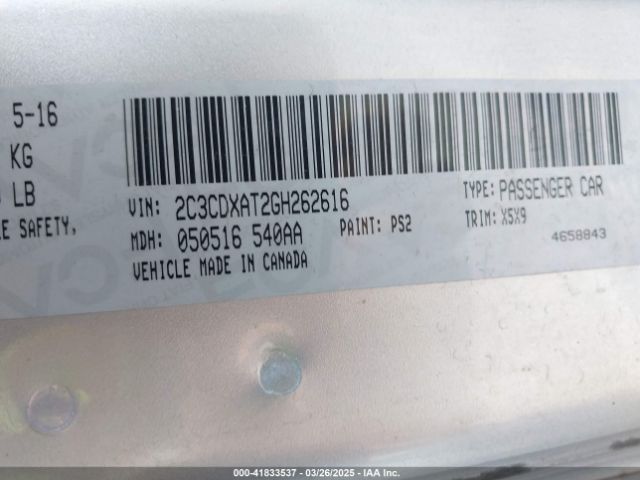 5-16
KG
LB
E SAFETY,
VIN: 2C3CDXAT2GH262616
TYPE: PASSENGER CAR
MDH: 050516 540AA
PAINT: PS2
TRIM: X5X9
VEHICLE MADE IN CANADA
4658843
000-41833537 • 03/26/2025 • IAA, Inc.